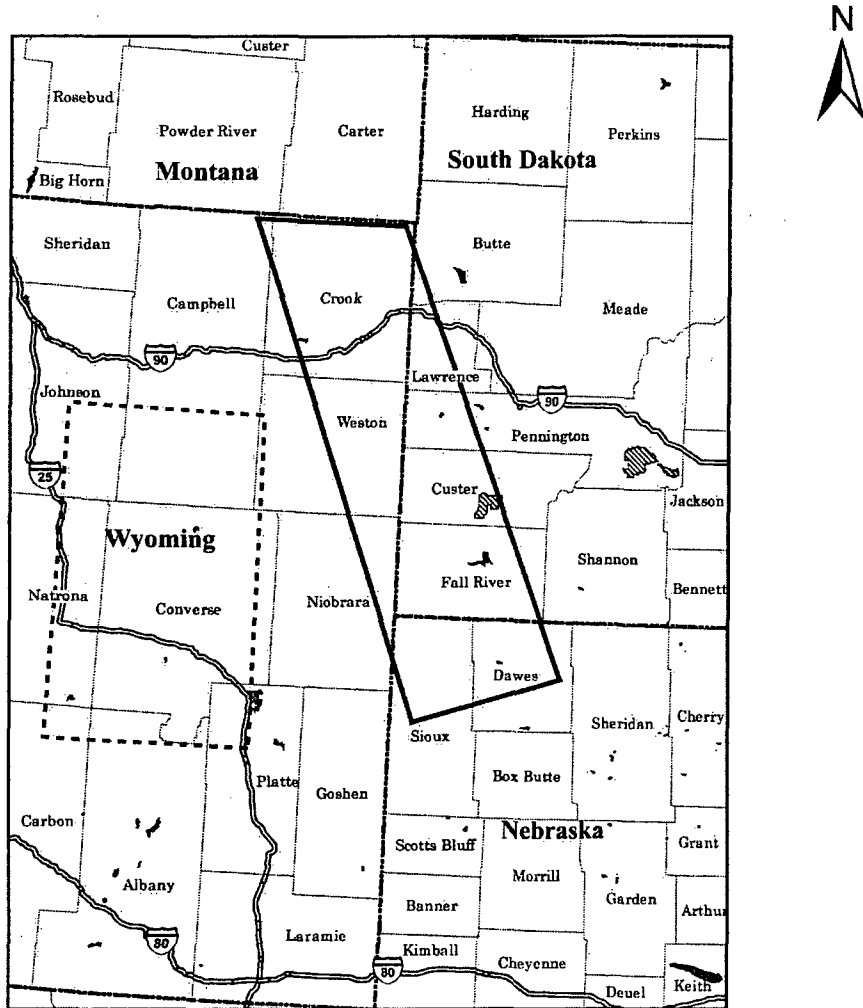 N
Custer
Rosebud
Harding
Powder River
Carter
Perkins
Montana
South Dakota
Big Horn
Sheridan
Butte
Crook
Campbell
Meade
90
Lawrence
Johnson
90
Weston
Pennington
25
Custer
Jackson
Wyoming
Shannon
Natrona
Converse
Niobrara
Fall River
Bennett
Dawes
Sheridan
Cherry
Sioux
Platte
Goshen
Box Butte
Carbon
Nebraska
Scotts Bluff
Grant
Albany
Morrill
Garden
Banner
Arthur
80
Laramie
Kimball
80
Cheyenne
Deuel
Keith